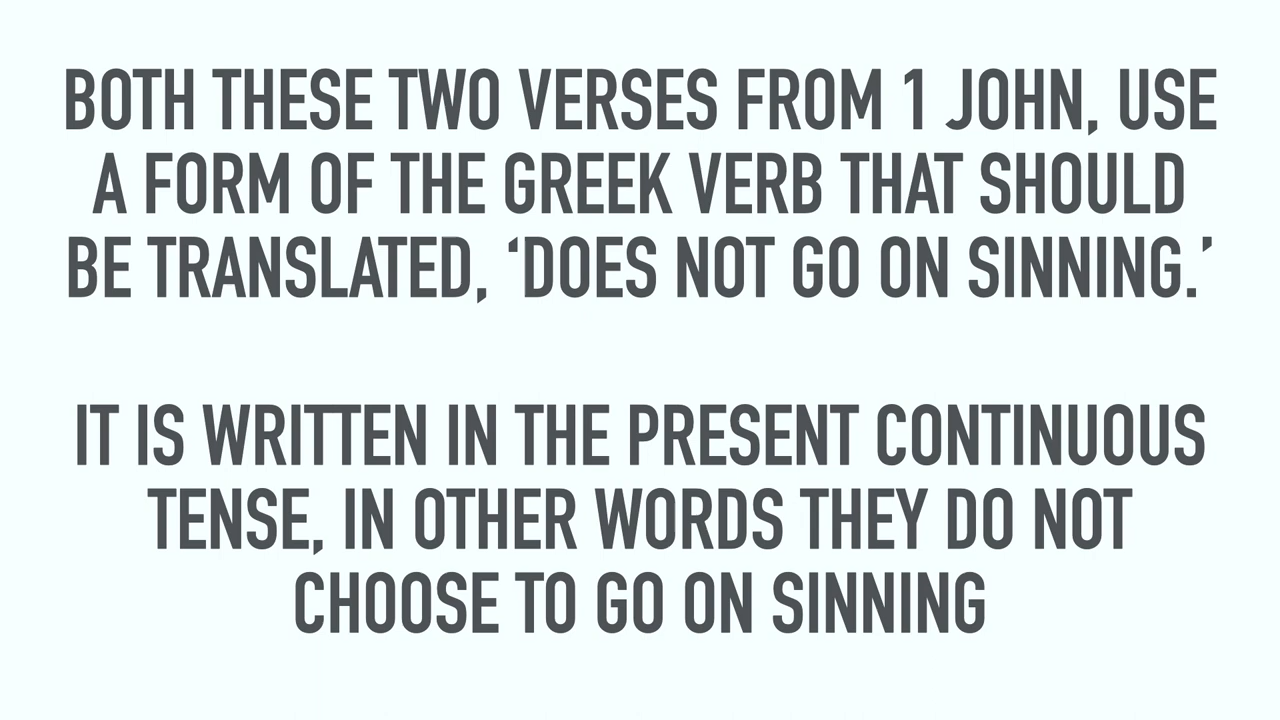 BOTH THESE TWO VERSES FROM 1 JOHN, USE
A FORM OF THE GREEK VERB THAT SHOULD
BE TRANSLATED, ‘DOES NOT GO ON SINNING.’
IT IS WRITTEN IN THE PRESENT CONTINUOUS
TENSE, IN OTHER WORDS THEY DO NOT
CHOOSE TO GO ON SINNING